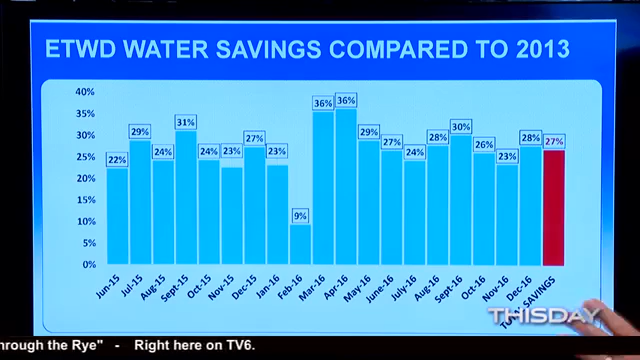 ETWD WATER SAVINGS COMPARED TO 2013
40%
35%
30%
25%
20%
15%
10%
5%
0%
22%
29%
24%
31%
24%
23%
27%
23%
9%
36%
36%
29%
27%
24%
28%
30%
26%
23%
28%
27%
Jun-15
Jul-15
Aug-15
Sept-15
Oct-15
Nov-15
Dec-15
Jan-16
Feb-16
Mar-16
Apr-16
May-16
June-16
July-16
Aug-16
Sept-16
Oct-16
Nov-16
Dec-16
SAVINGS
THISDAY
hrough the Rye" - Right here on TV6.